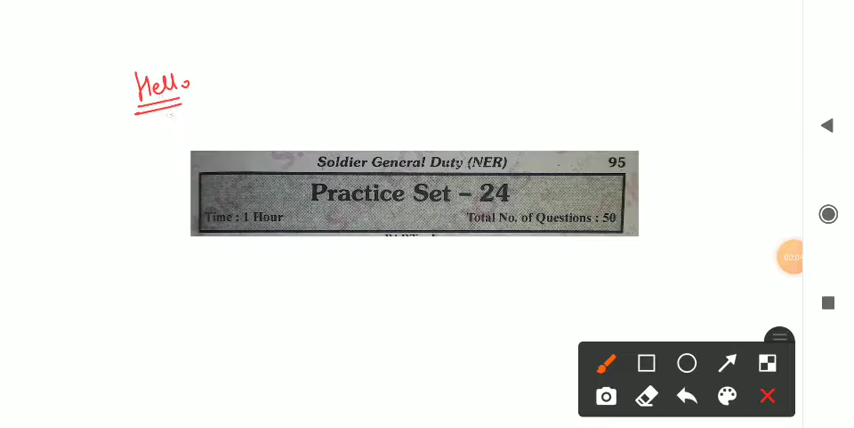 Hello
Soldier General Duty (NER) 95
Practice Set – 24
Time : 1 Hour Total No. of Questions : 50